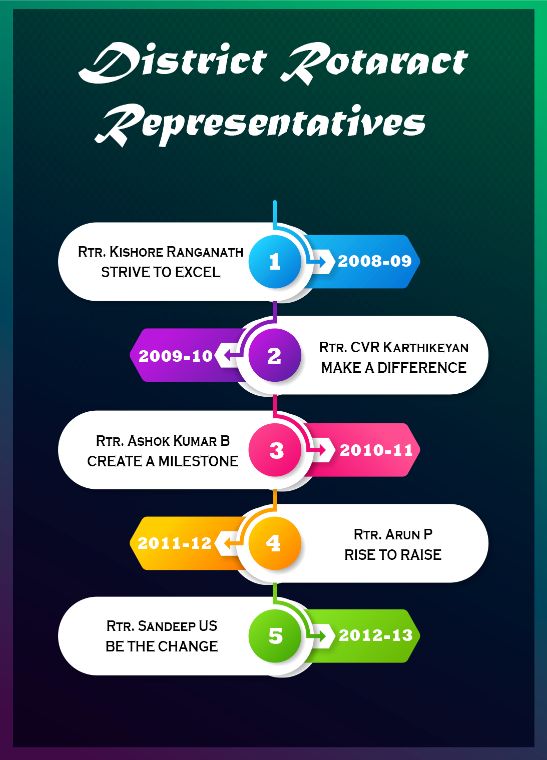 District Rotaract
Representatives
Rtr. Kishore Ranganath
STRIVE TO EXCEL
1
2008-09
2009-10
2
Rtr. CVR Karthikeyan
MAKE A DIFFERENCE
Rtr. Ashok Kumar B
CREATE A MILESTONE
3
2010-11
2011-12
4
Rtr. Arun P
RISE TO RAISE
Rtr. Sandeep US
BE THE CHANGE
5
2012-13